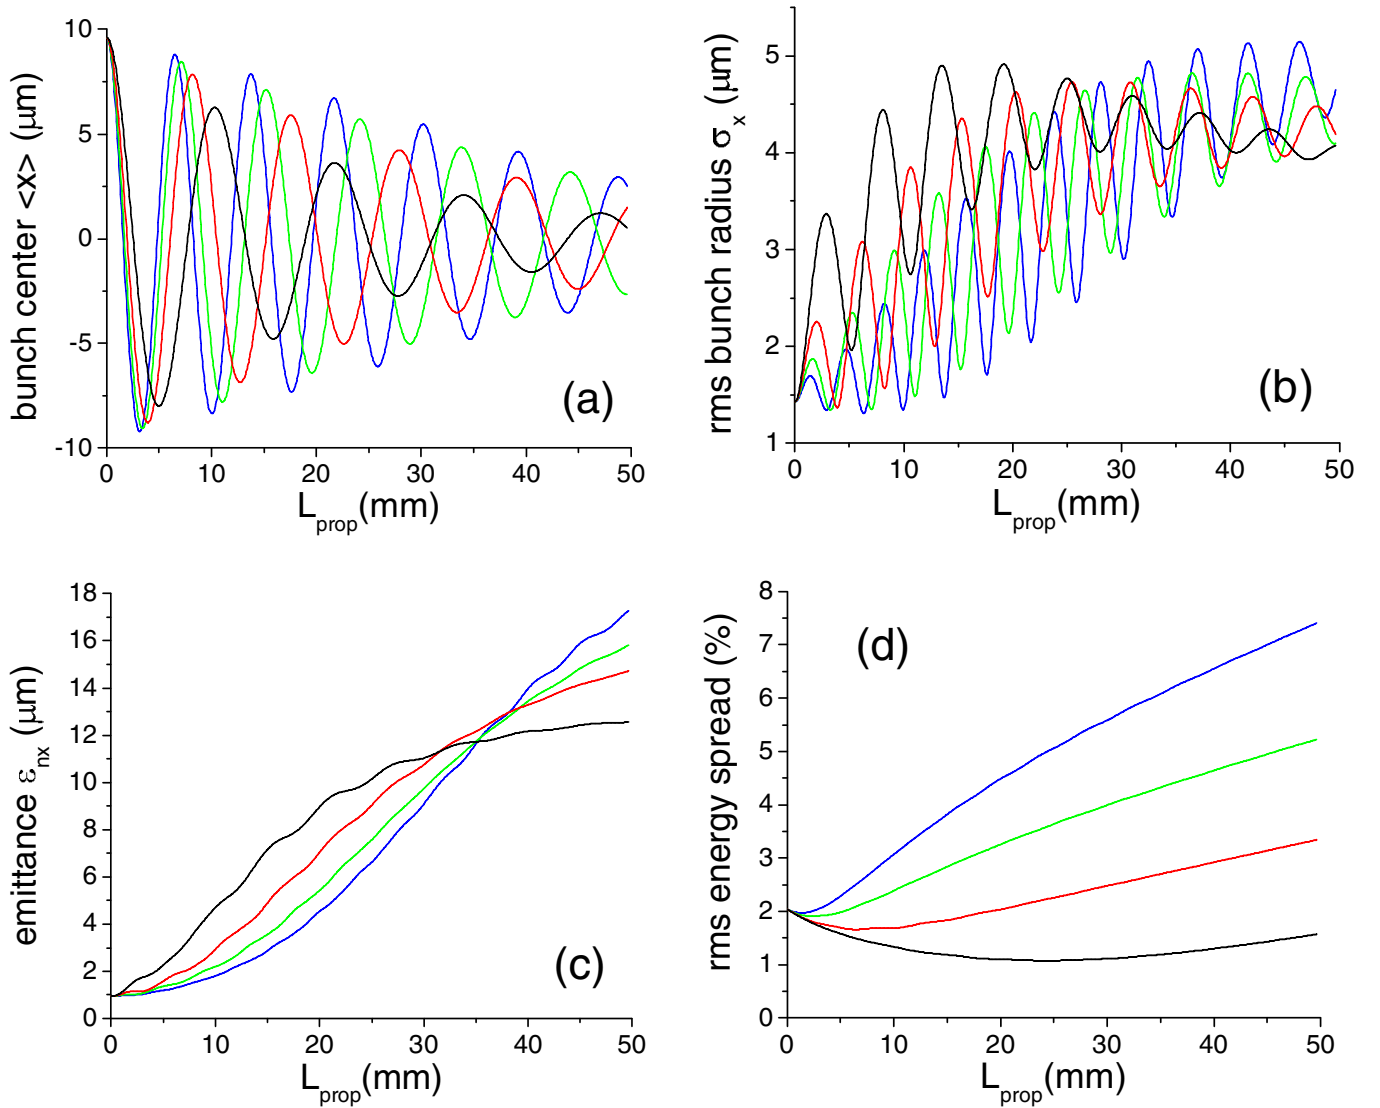 bunch center <x> (μm)
10
5
0
-5
-10
0 10 20 30 40 50
L_prop (mm)
(a)
rms bunch radius σ_x (μm)
5
4
3
2
1
0 10 20 30 40 50
L_prop (mm)
(b)
emittance ε_nx (μm)
18
16
14
12
10
8
6
4
2
0
0 10 20 30 40 50
L_prop (mm)
(c)
rms energy spread (%)
8
7
6
5
4
3
2
1
0
0 10 20 30 40 50
L_prop (mm)
(d)